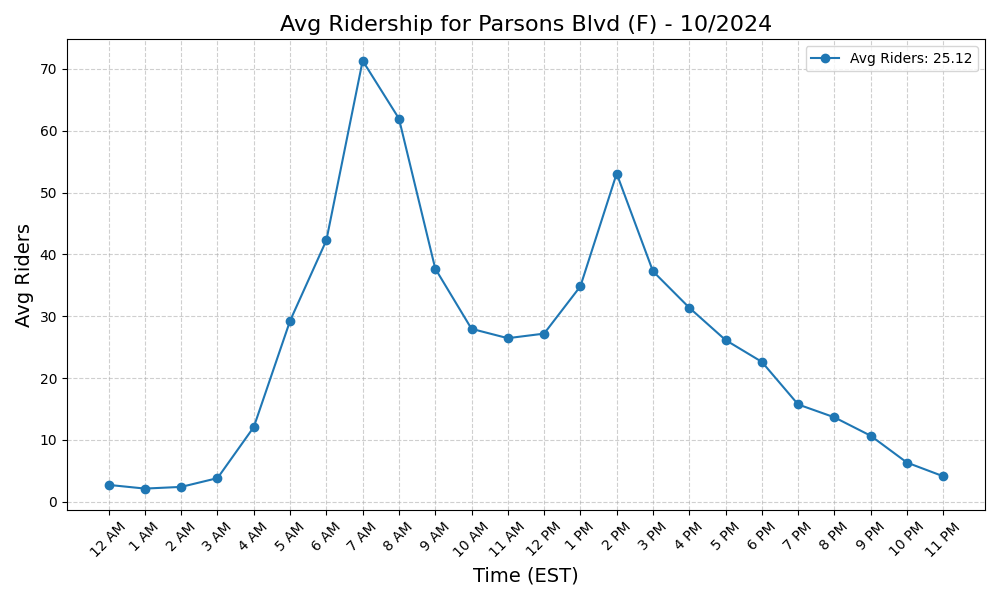 Avg Ridership for Parsons Blvd (F) - 10/2024
Avg Riders: 25.12
70
60
50
40
30
20
10
0
Avg Riders
12 AM
1 AM
2 AM
3 AM
4 AM
5 AM
6 AM
7 AM
8 AM
9 AM
10 AM
11 AM
12 PM
1 PM
2 PM
3 PM
4 PM
5 PM
6 PM
7 PM
8 PM
9 PM
10 PM
11 PM
Time (EST)